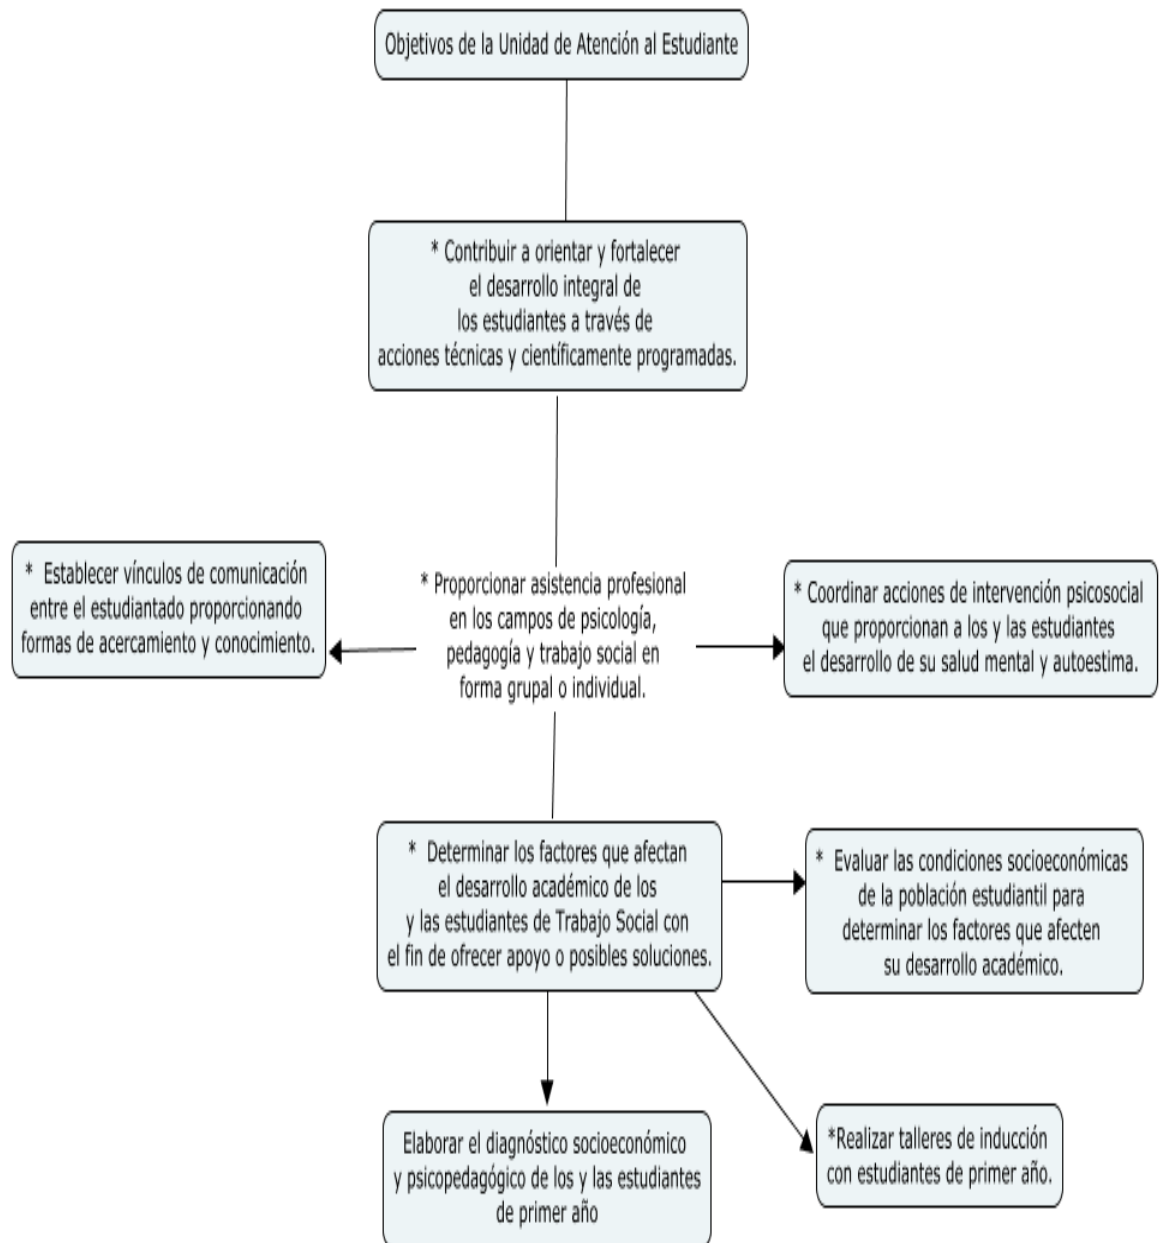 Objetivos de la Unidad de Atención al Estudiante
* Contribuir a orientar y fortalecer
el desarrollo integral de
los estudiantes a través de
acciones técnicas y científicamente programadas.
* Establecer vínculos de comunicación
entre el estudiantado proporcionando
formas de acercamiento y conocimiento.
* Proporcionar asistencia profesional
en los campos de psicología,
pedagogía y trabajo social en
forma grupal o individual.
* Coordinar acciones de intervención psicosocial
que proporcionan a los y las estudiantes
el desarrollo de su salud mental y autoestima.
* Determinar los factores que afectan
el desarrollo académico de los
y las estudiantes de Trabajo Social con
el fin de ofrecer apoyo o posibles soluciones.
* Evaluar las condiciones socioeconómicas
de la población estudiantil para
determinar los factores que afecten
su desarrollo académico.
Elaborar el diagnóstico socioeconómico
y psicopedagógico de los y las estudiantes
de primer año
*Realizar talleres de inducción
con estudiantes de primer año.